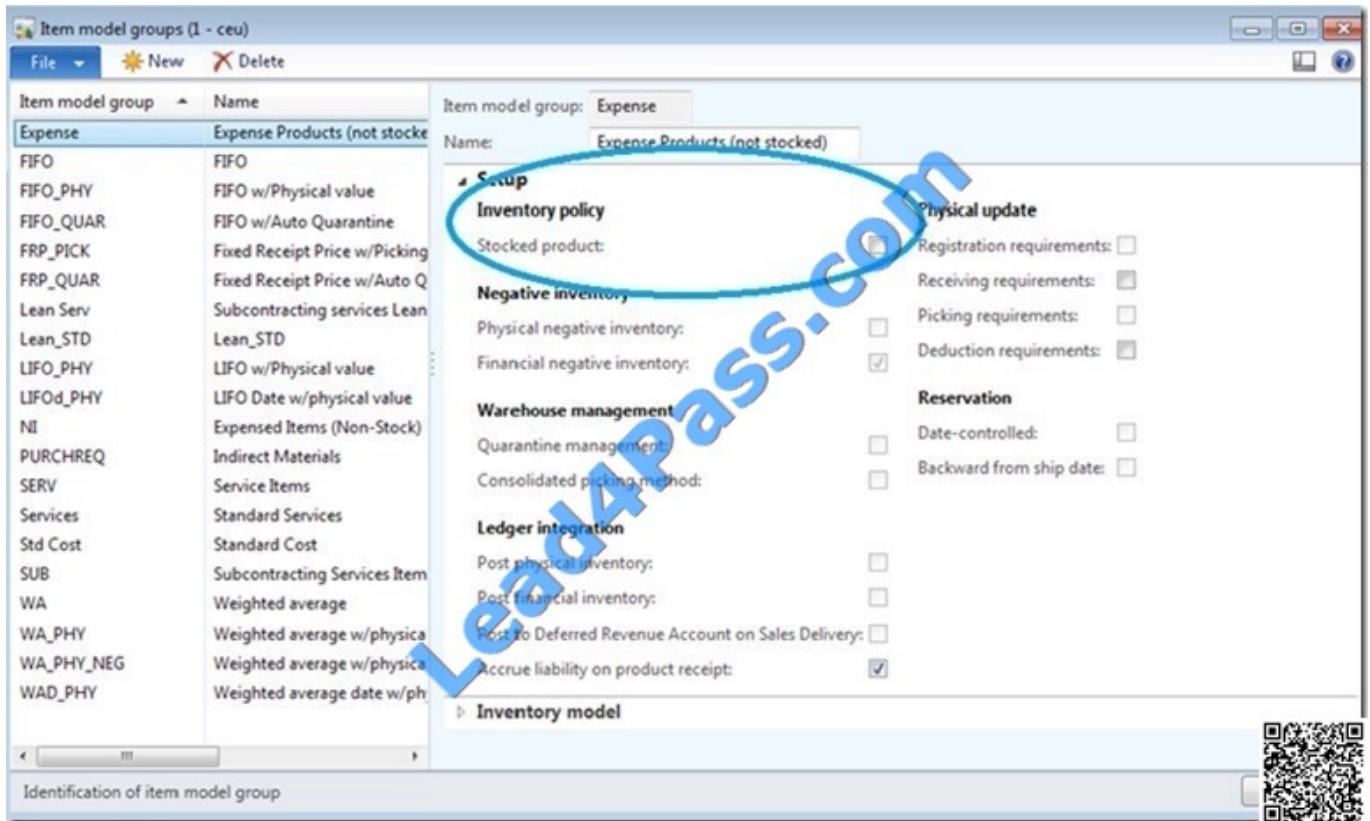 Item model groups (1 - ceu)
File New Delete
Item model group Name
Expense Expense Products (not stocke
FIFO FIFO
FIFO_PHY FIFO w/Physical value
FIFO_QUAR FIFO w/Auto Quarantine
FRP_PICK Fixed Receipt Price w/Picking
FRP_QUAR Fixed Receipt Price w/Auto Q
Lean Serv Subcontracting services Lean
Lean_STD Lean_STD
LIFO_PHY LIFO w/Physical value
LIFOd_PHY LIFO Date w/physical value
NI Expensed Items (Non-Stock)
PURCHREQ Indirect Materials
SERV Service Items
Services Standard Services
Std Cost Standard Cost
SUB Subcontracting Services Item
WA Weighted average
WA_PHY Weighted average w/physica
WA_PHY_NEG Weighted average w/physica
WAD_PHY Weighted average date w/ph
Item model group: Expense
Name: Expense Products (not stocked)
Setup
Inventory policy
Stocked product:
Negative inventory
Physical negative inventory:
Financial negative inventory:
Warehouse management
Quarantine management:
Consolidated picking method:
Ledger integration
Post physical inventory:
Post financial inventory:
Post to Deferred Revenue Account on Sales Delivery:
Accrue liability on product receipt:
Physical update
Registration requirements:
Receiving requirements:
Picking requirements:
Deduction requirements:
Reservation
Date-controlled:
Backward from ship date:
Inventory model
Identification of item model group
Lead4Pass.com